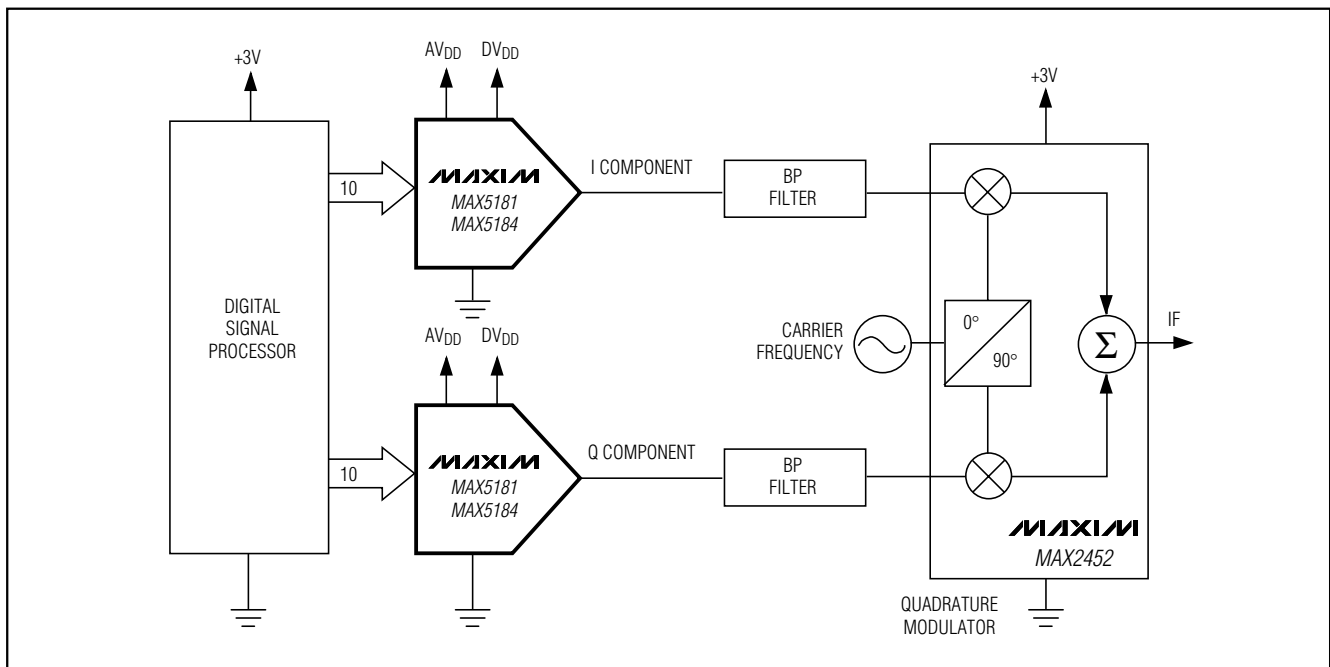 +3V
AVDD DVDD
+3V
MAXIM
MAX5181
MAX5184
10
I COMPONENT
BP
FILTER
DIGITAL
SIGNAL
PROCESSOR
AVDD DVDD
CARRIER
FREQUENCY
0°
90°
Σ
IF
MAXIM
MAX5181
MAX5184
10
Q COMPONENT
BP
FILTER
MAXIM
MAX2452
QUADRATURE
MODULATOR